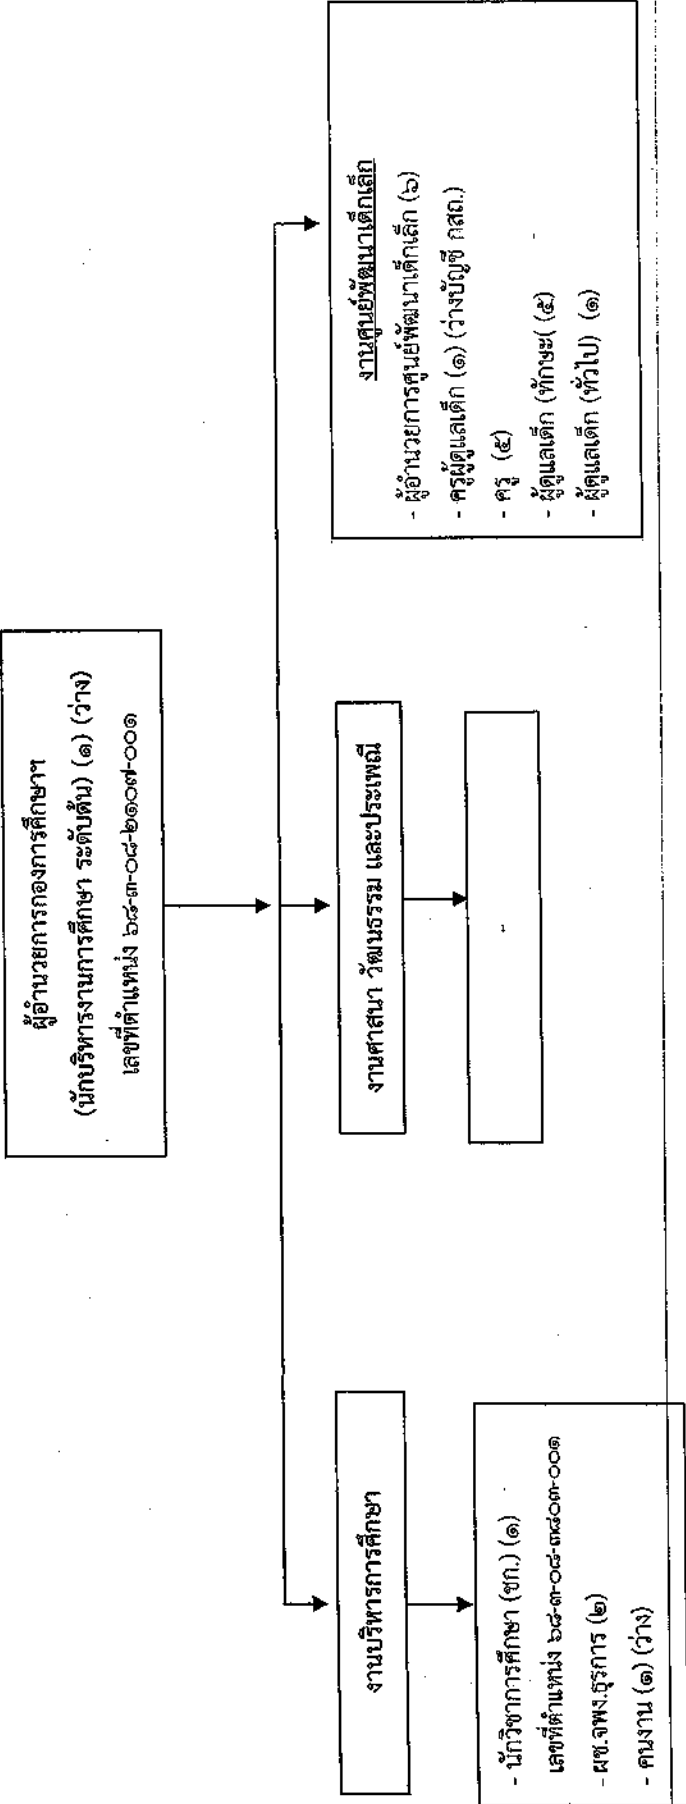 ผู้อำนวยการกองการศึกษาฯ
(นักบริหารงานการศึกษา ระดับต้น) (๑) (ว่าง)
เลขที่ตำแหน่ง ๖๘-๓-๐๘-๒๑๐๗-๐๐๑
งานบริหารการศึกษา
- นักวิชาการศึกษา (ชก.) (๑)
เลขที่ตำแหน่ง ๖๘-๓-๐๘-๓๘๐๓-๐๐๑
- ผช.จพง.ธุรการ (๒)
- คนงาน (๑) (ว่าง)
งานศาสนา วัฒนธรรม และประเพณี
งานศูนย์พัฒนาเด็กเล็ก
- ผู้อำนวยการศูนย์พัฒนาเด็กเล็ก (๖)
- ครูผู้ดูแลเด็ก (๑) (ว่างบัญชี กสถ.)
- ครู (๕)
- ผู้ดูแลเด็ก (ทักษะ( (๕)
- ผู้ดูแลเด็ก (ทั่วไป) (๑)